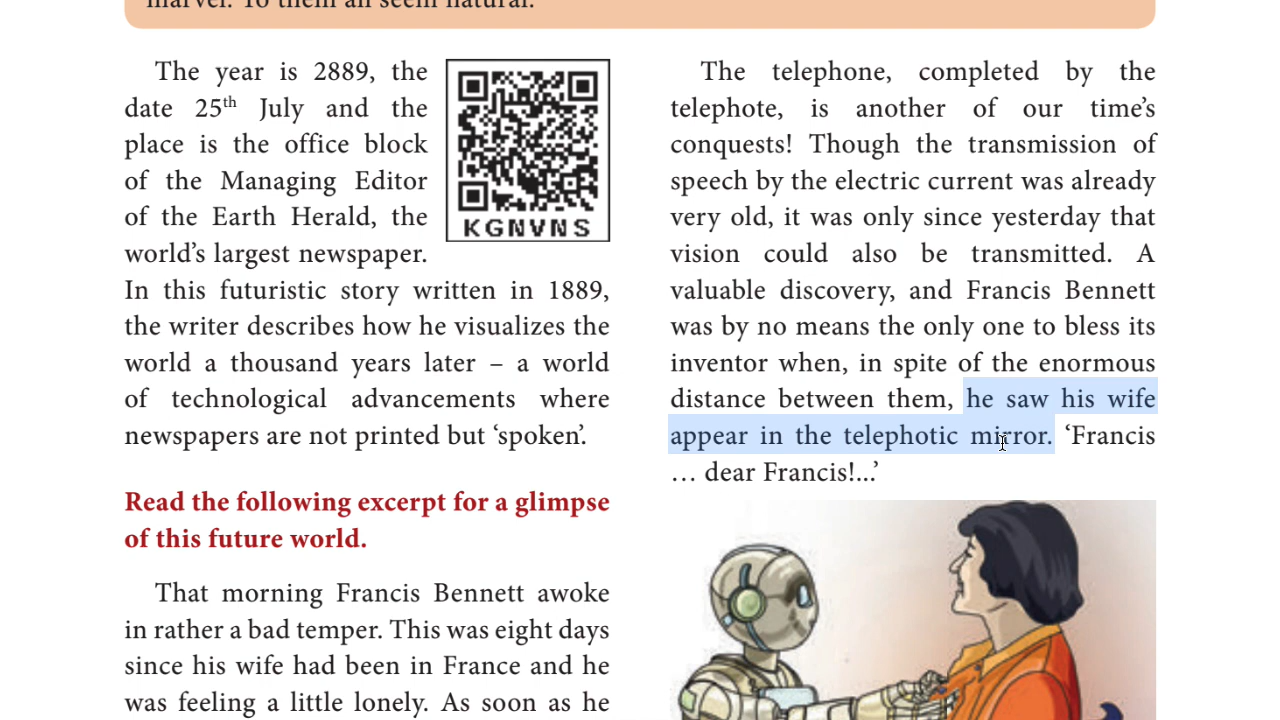 marvel. To them all seem natural.
The year is 2889, the
date 25th July and the
place is the office block
of the Managing Editor
of the Earth Herald, the
world's largest newspaper.
KGNVNS
In this futuristic story written in 1889,
the writer describes how he visualizes the
world a thousand years later – a world
of technological advancements where
newspapers are not printed but ‘spoken’.
Read the following excerpt for a glimpse
of this future world.
That morning Francis Bennett awoke
in rather a bad temper. This was eight days
since his wife had been in France and he
was feeling a little lonely. As soon as he
The telephone, completed by the
telephote, is another of our time's
conquests! Though the transmission of
speech by the electric current was already
very old, it was only since yesterday that
vision could also be transmitted. A
valuable discovery, and Francis Bennett
was by no means the only one to bless its
inventor when, in spite of the enormous
distance between them, he saw his wife
appear in the telephotic mirror. ‘Francis
… dear Francis!...’